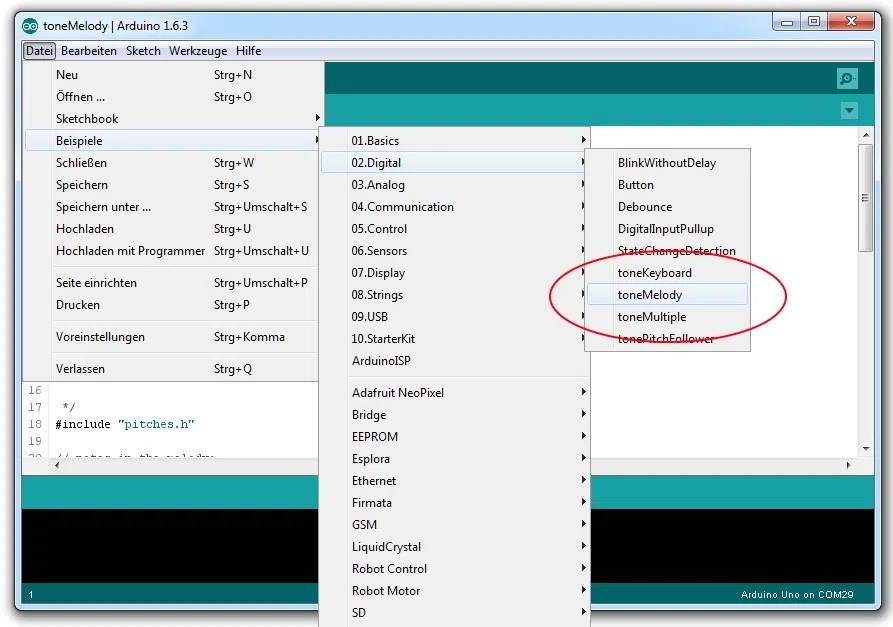 toneMelody | Arduino 1.6.3
Datei Bearbeiten Sketch Werkzeuge Hilfe
Neu Strg+N
Öffnen ... Strg+O
Sketchbook
Beispiele
Schließen Strg+W
Speichern Strg+S
Speichern unter ... Strg+Umschalt+S
Hochladen Strg+U
Hochladen mit Programmer Strg+Umschalt+U
Seite einrichten Strg+Umschalt+P
Drucken Strg+P
Voreinstellungen Strg+Komma
Verlassen Strg+Q
01.Basics
02.Digital
03.Analog
04.Communication
05.Control
06.Sensors
07.Display
08.Strings
09.USB
10.StarterKit
ArduinoISP
Adafruit NeoPixel
Bridge
EEPROM
Esplora
Ethernet
Firmata
GSM
LiquidCrystal
Robot Control
Robot Motor
SD
BlinkWithoutDelay
Button
Debounce
DigitalInputPullup
StateChangeDetection
toneKeyboard
toneMelody
toneMultiple
tonePitchFollower
16
17 */
18 #include "pitches.h"
19
20 // notes in the melody:
1
Arduino Uno on COM29